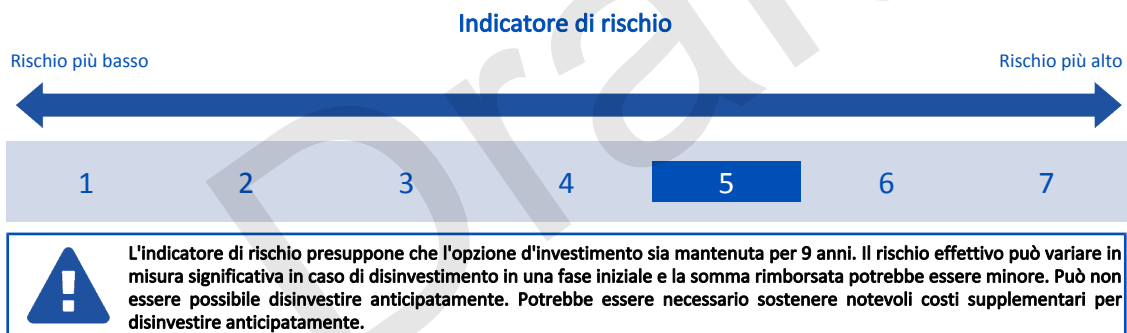 Indicatore di rischio
Rischio più basso
Rischio più alto
1 2 3 4 5 6 7
L'indicatore di rischio presuppone che l'opzione d'investimento sia mantenuta per 9 anni. Il rischio effettivo può variare in
misura significativa in caso di disinvestimento in una fase iniziale e la somma rimborsata potrebbe essere minore. Può non
essere possibile disinvestire anticipatamente. Potrebbe essere necessario sostenere notevoli costi supplementari per
disinvestire anticipatamente.